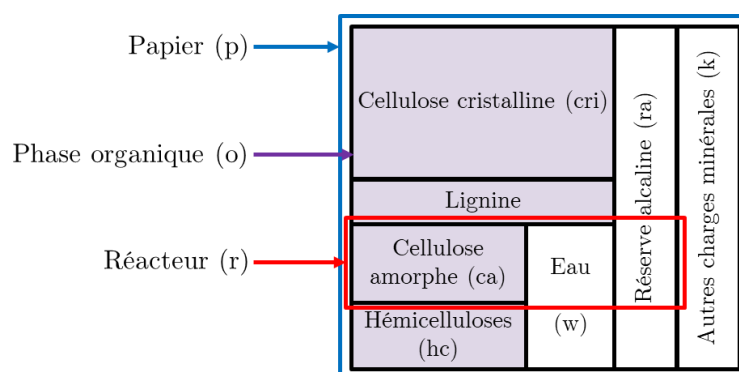 Papier (p)
Phase organique (o)
Réacteur (r)
Cellulose cristalline (cri)
Lignine
Cellulose
amorphe (ca)
Eau
(w)
Hémicelluloses
(hc)
Réserve alcaline (ra)
Autres charges minérales (k)